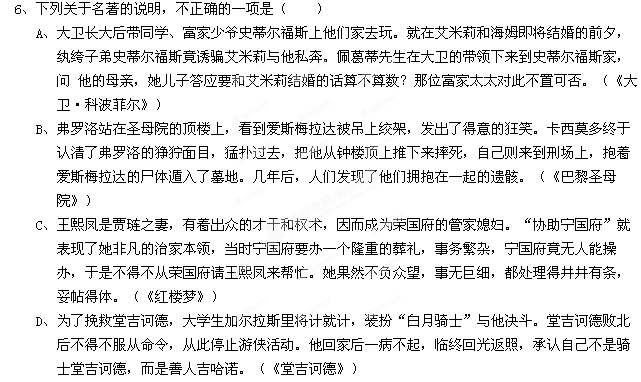 6、下列关于名著的说明，不正确的一项是（　　）
A、大卫长大后带同学、富家少爷史蒂尔福斯上他们家去玩。就在艾米莉和海姆即将结婚的前夕，
纨绔子弟史蒂尔福斯竟诱骗艾米莉与他私奔。佩葛蒂先生在大卫的带领下来到史蒂尔福斯家，
问 他的母亲，她儿子答应要和艾米莉结婚的话算不算数？那位富家太太对此不置可否。（《大
卫·科波菲尔》）
B、弗罗洛站在圣母院的顶楼上，看到爱斯梅拉达被吊上绞架，发出了得意的狂笑。卡西莫多终于
认清了弗罗洛的狰狞面目，猛扑过去，把他从钟楼顶上推下来摔死，自己则来到刑场上，抱着
爱斯梅拉达的尸体遁入了墓地。几年后，人们发现了他们拥抱在一起的遗骸。（《巴黎圣母
院》）
C、王熙凤是贾琏之妻，有着出众的才干和权术，因而成为荣国府的管家媳妇。“协助宁国府”就
表现了她非凡的治家本领，当时宁国府要办一个隆重的葬礼，事务繁杂，宁国府竟无人能操
办，于是不得不从荣国府请王熙凤来帮忙。她果然不负众望，事无巨细，都处理得井井有条，
妥帖得体。（《红楼梦》）
D、为了挽救堂吉诃德，大学生加尔拉斯里将计就计，装扮“白月骑士”与他决斗。堂吉诃德败北
后不得不服从命令，从此停止游侠活动。他回家后一病不起，临终回光返照，承认自己不是骑
士堂吉诃德，而是善人吉哈诺。（《堂吉诃德》）